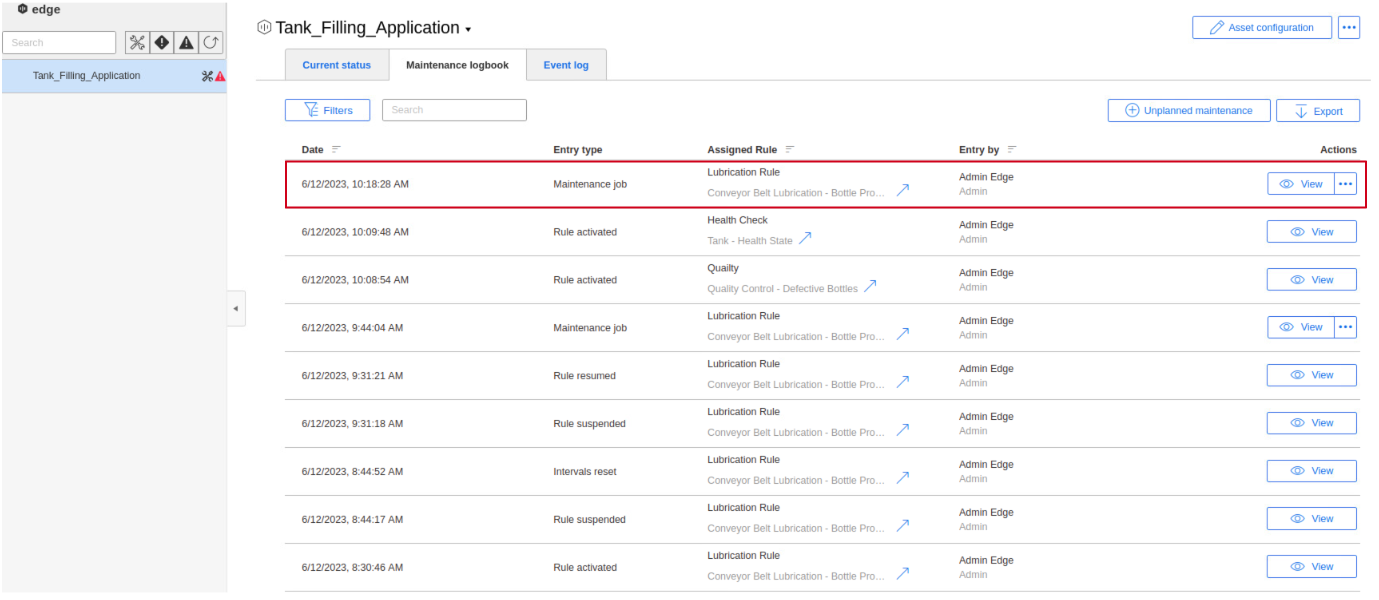 edge
Search
Tank_Filling_Application
Tank_Filling_Application
Asset configuration
Current status Maintenance logbook Event log
Filters Search Unplanned maintenance Export
Date Entry type Assigned Rule Entry by Actions
6/12/2023, 10:18:28 AM Maintenance job Lubrication Rule Admin Edge View
Conveyor Belt Lubrication - Bottle Pro... Admin
6/12/2023, 10:09:48 AM Rule activated Health Check Admin Edge View
Tank - Health State Admin
6/12/2023, 10:08:54 AM Rule activated Quailty Admin Edge View
Quality Control - Defective Bottles Admin
6/12/2023, 9:44:04 AM Maintenance job Lubrication Rule Admin Edge View
Conveyor Belt Lubrication - Bottle Pro... Admin
6/12/2023, 9:31:21 AM Rule resumed Lubrication Rule Admin Edge View
Conveyor Belt Lubrication - Bottle Pro... Admin
6/12/2023, 9:31:18 AM Rule suspended Lubrication Rule Admin Edge View
Conveyor Belt Lubrication - Bottle Pro... Admin
6/12/2023, 8:44:52 AM Intervals reset Lubrication Rule Admin Edge View
Conveyor Belt Lubrication - Bottle Pro... Admin
6/12/2023, 8:44:17 AM Rule suspended Lubrication Rule Admin Edge View
Conveyor Belt Lubrication - Bottle Pro... Admin
6/12/2023, 8:30:46 AM Rule activated Lubrication Rule Admin Edge View
Conveyor Belt Lubrication - Bottle Pro... Admin